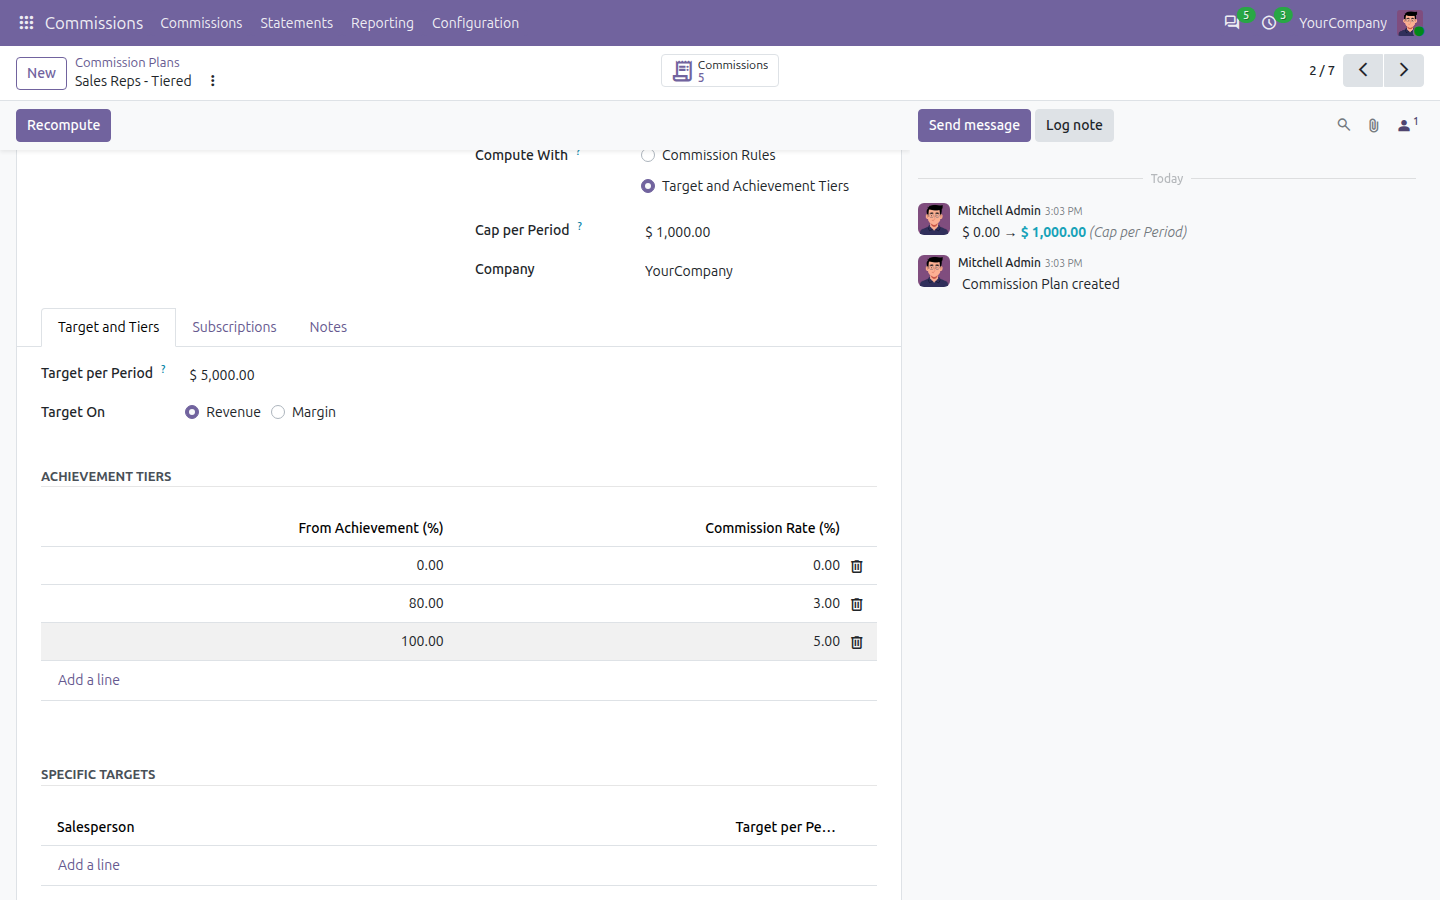 Commissions
Commissions
Statements
Reporting
Configuration
5
3
YourCompany
New
Commission Plans
Sales Reps - Tiered
Commissions
5
2 / 7
Recompute
Send message
Log note
1
Compute With ?
Commission Rules
Target and Achievement Tiers
Cap per Period ?
$ 1,000.00
Company
YourCompany
Target and Tiers
Subscriptions
Notes
Target per Period ?
$ 5,000.00
Target On
Revenue
Margin
ACHIEVEMENT TIERS
From Achievement (%)
Commission Rate (%)
0.00 0.00
80.00 3.00
100.00 5.00
Add a line
SPECIFIC TARGETS
Salesperson
Target per Pe...
Add a line
Today
Mitchell Admin 3:03 PM
$ 0.00 → $ 1,000.00 (Cap per Period)
Mitchell Admin 3:03 PM
Commission Plan created